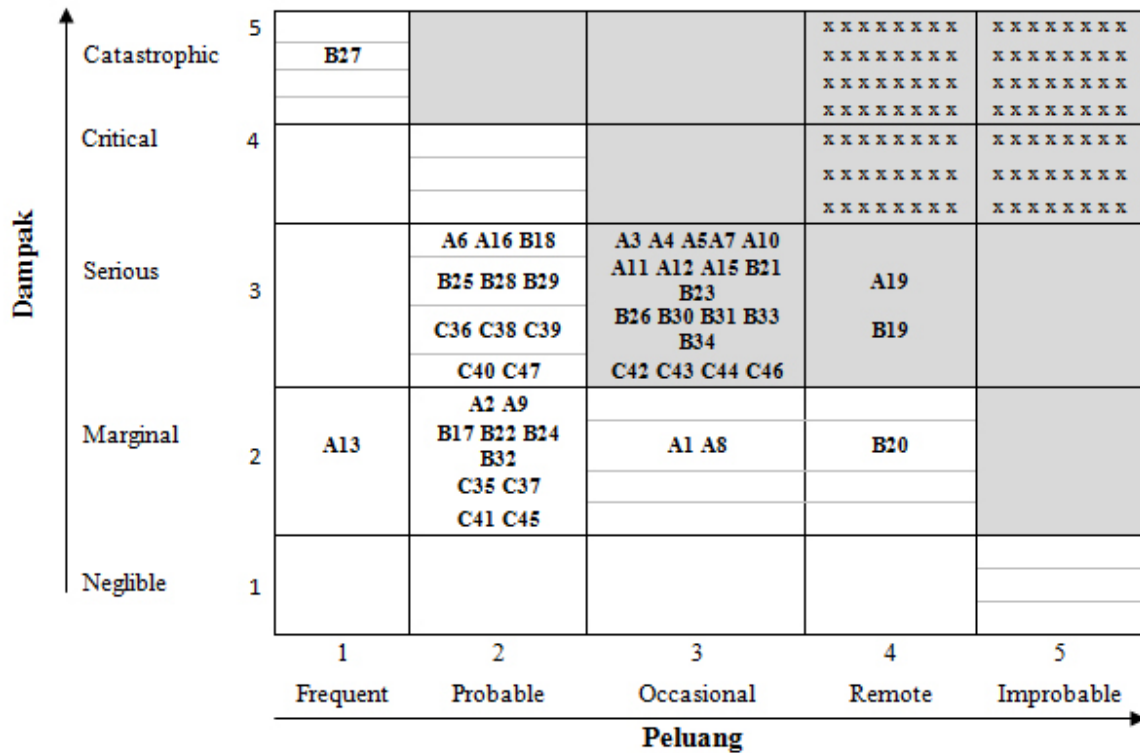 5 x x x x x x x x x x x x x x x x
Catastrophic B27 x x x x x x x x x x x x x x x x
x x x x x x x x x x x x x x x x
x x x x x x x x x x x x x x x x
Critical 4 x x x x x x x x x x x x x x x x
x x x x x x x x x x x x x x x x
x x x x x x x x x x x x x x x x
Dampak
A6 A16 B18 A3 A4 A5A7 A10
Serious 3 B25 B28 B29 A11 A12 A15 B21 A19
B23
C36 C38 C39 B26 B30 B31 B33 B19
B34
C40 C47 C42 C43 C44 C46
A2 A9
Marginal 2 A13 B17 B22 B24 A1 A8 B20
B32
C35 C37
C41 C45
Neglible 1
1 2 3 4 5
Frequent Probable Occasional Remote Improbable
Peluang